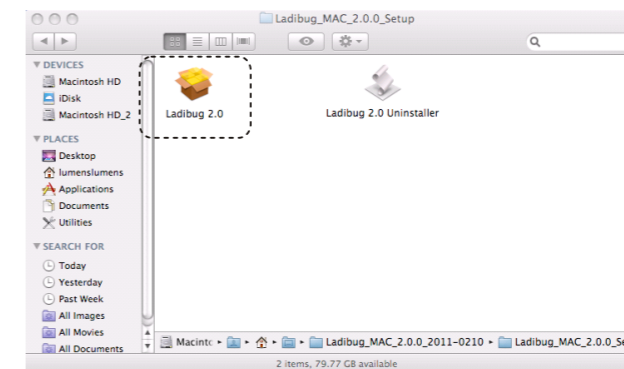 Ladibug_MAC_2.0.0_Setup
DEVICES
Macintosh HD
iDisk
Macintosh HD_2
PLACES
Desktop
lumenslumens
Applications
Documents
Utilities
SEARCH FOR
Today
Yesterday
Past Week
All Images
All Movies
All Documents
Ladibug 2.0
Ladibug 2.0 Uninstaller
Macintc ▸ ▸ ▸ ▸ Ladibug_MAC_2.0.0_2011-0210 ▸ Ladibug_MAC_2.0.0_Se
2 items, 79.77 GB available